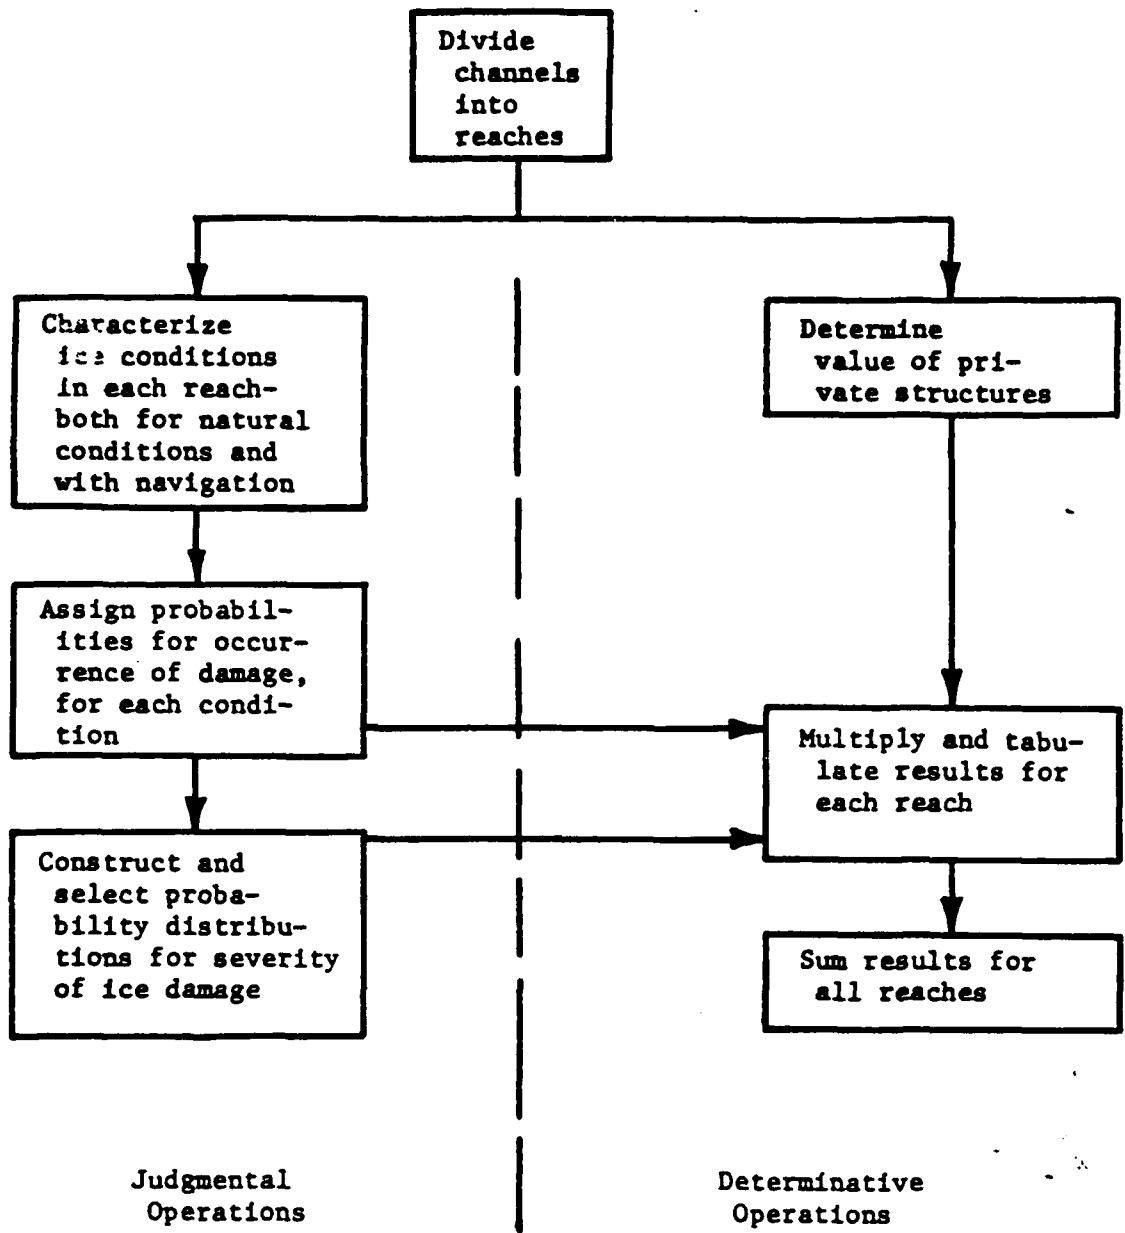 Divide
channels
into
reaches
Characterize
ice conditions
in each reach-
both for natural
conditions and
with navigation
Determine
value of pri-
vate structures
Assign probabil-
ities for occur-
rence of damage,
for each condi-
tion
Multiply and tabu-
late results for
each reach
Construct and
select proba-
bility distribu-
tions for severity
of ice damage
Sum results for
all reaches
Judgmental
Operations
Determinative
Operations